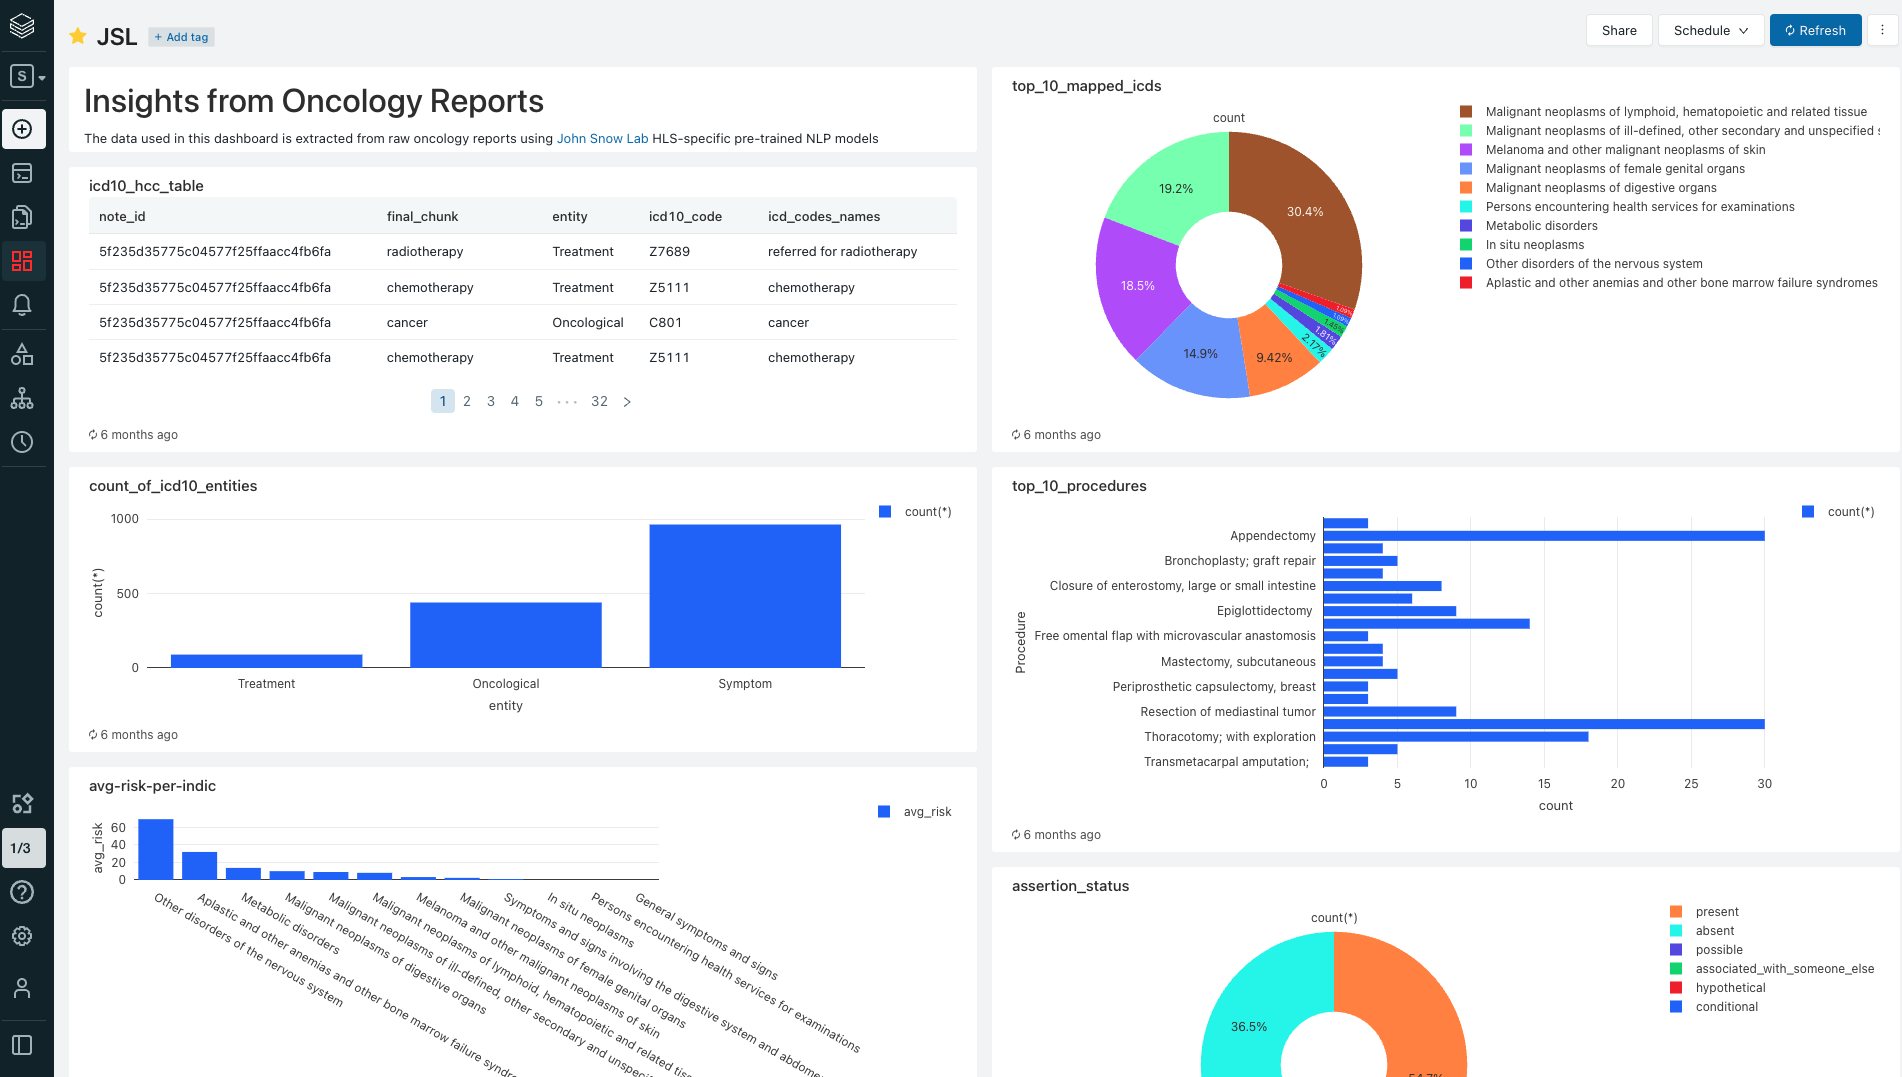 JSL
+ Add tag
Share
Schedule
Refresh
S
1/3
Insights from Oncology Reports
The data used in this dashboard is extracted from raw oncology reports using John Snow Lab HLS-specific pre-trained NLP models
icd10_hcc_table
note_id final_chunk entity icd10_code icd_codes_names
5f235d35775c04577f25ffaacc4fb6fa radiotherapy Treatment Z7689 referred for radiotherapy
5f235d35775c04577f25ffaacc4fb6fa chemotherapy Treatment Z5111 chemotherapy
5f235d35775c04577f25ffaacc4fb6fa cancer Oncological C801 cancer
5f235d35775c04577f25ffaacc4fb6fa chemotherapy Treatment Z5111 chemotherapy
1 2 3 4 5 ··· 32 >
6 months ago
top_10_mapped_icds
count
30.4%
19.2%
18.5%
14.9%
9.42%
2.17%
1.81%
1.45%
1.09%
1.09%
Malignant neoplasms of lymphoid, hematopoietic and related tissue
Malignant neoplasms of ill-defined, other secondary and unspecified
Melanoma and other malignant neoplasms of skin
Malignant neoplasms of female genital organs
Malignant neoplasms of digestive organs
Persons encountering health services for examinations
Metabolic disorders
In situ neoplasms
Other disorders of the nervous system
Aplastic and other anemias and other bone marrow failure syndromes
6 months ago
count_of_icd10_entities
count(*)
1000
500
0
count(*)
Treatment Oncological Symptom
entity
6 months ago
top_10_procedures
count(*)
Procedure
Appendectomy
Bronchoplasty; graft repair
Closure of enterostomy, large or small intestine
Epiglottidectomy
Free omental flap with microvascular anastomosis
Mastectomy, subcutaneous
Periprosthetic capsulectomy, breast
Resection of mediastinal tumor
Thoracotomy; with exploration
Transmetacarpal amputation;
0 5 10 15 20 25 30
count
6 months ago
avg-risk-per-indic
avg_risk
avg_risk
60
40
20
0
Other disorders of the nervous system
Aplastic and other anemias and other bone marrow failure syndro
Metabolic disorders
Malignant neoplasms of digestive organs
Malignant neoplasms of ill-defined, other secondary and unspecifi
Malignant neoplasms of lymphoid, hematopoietic and related tiss
Melanoma and other malignant neoplasms of skin
Malignant neoplasms of female genital organs
Symptoms and signs involving the digestive system and abdome
In situ neoplasms
Persons encountering health services for examinations
General symptoms and signs
assertion_status
count(*)
36.5%
present
absent
possible
associated_with_someone_else
hypothetical
conditional